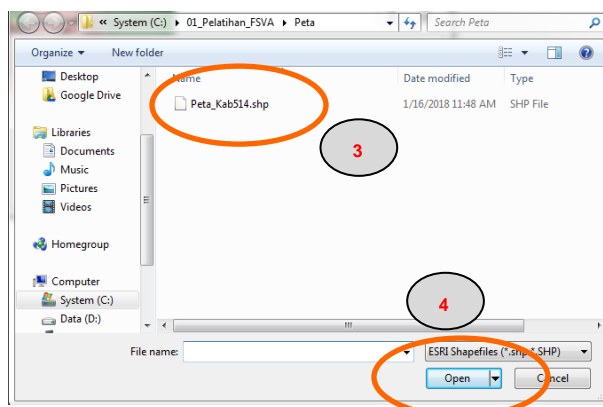 « System (C:) ▸ 01_Pelatihan_FSVA ▸ Peta
Search Peta
Organize ▾ New folder
Name Date modified Type
Desktop
Google Drive
Peta_Kab514.shp 1/16/2018 11:48 AM SHP File
Libraries
Documents
3
Music
Pictures
Videos
Homegroup
Computer
System (C:)
4
Data (D:)
File name:
ESRI Shapefiles (*.shp *.SHP)
Open Cancel